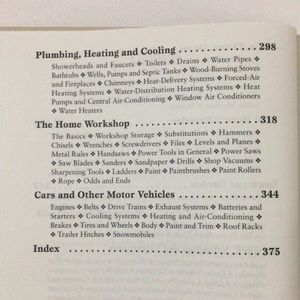 Plumbing, Heating and Cooling . . . . . . . . . . . . . . 298
Showerheads and Faucets ❖ Toilets ❖ Drains ❖ Water Pipes ❖
Bathtubs ❖ Wells, Pumps and Septic Tanks ❖ Wood-Burning Stoves
and Fireplaces ❖ Chimneys ❖ Heat-Delivery Systems ❖ Forced-Air
Heating Systems ❖ Water-Distribution Heating Systems ❖ Heat
Pumps and Central Air-Conditioning ❖ Window Air Conditioners
❖ Water Heaters
The Home Workshop . . . . . . . . . . . . . . . . . . . . . . 318
The Basics ❖ Workshop Storage ❖ Substitutions ❖ Hammers ❖
Chisels ❖ Wrenches ❖ Screwdrivers ❖ Files ❖ Levels and Planes ❖
Metal Rules ❖ Handsaws ❖ Power Tools in General ❖ Power Saws
❖ Saw Blades ❖ Sanders ❖ Sandpaper ❖ Drills ❖ Shop Vacuums ❖
Sharpening Tools ❖ Ladders ❖ Paint ❖ Paintbrushes ❖ Paint Rollers
❖ Rope ❖ Odds and Ends
Cars and Other Motor Vehicles . . . . . . . . . . . . . . 344
Engines ❖ Belts ❖ Drive Trains ❖ Exhaust Systems ❖ Batteries and
Starters ❖ Cooling Systems ❖ Heating and Air-Conditioning ❖
Brakes ❖ Tires and Wheels ❖ Body ❖ Paint and Trim ❖ Roof Racks
❖ Trailer Hitches ❖ Snowmobiles
Index . . . . . . . . . . . . . . . . . . . . . . . . . . . . . . . . . 375